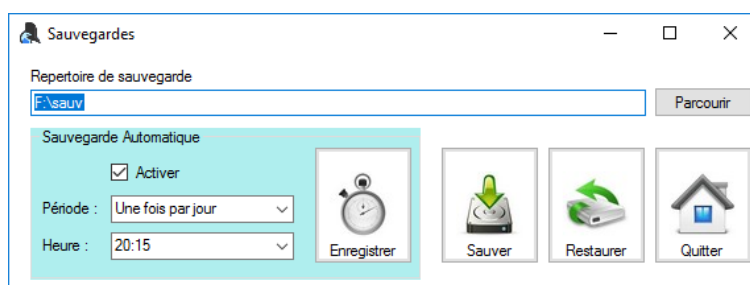 Sauvegardes
Repertoire de sauvegarde
F:\sauv
Parcourir
Sauvegarde Automatique
Activer
Période : Une fois par jour
Heure : 20:15
Enregistrer
Sauver
Restaurer
Quitter